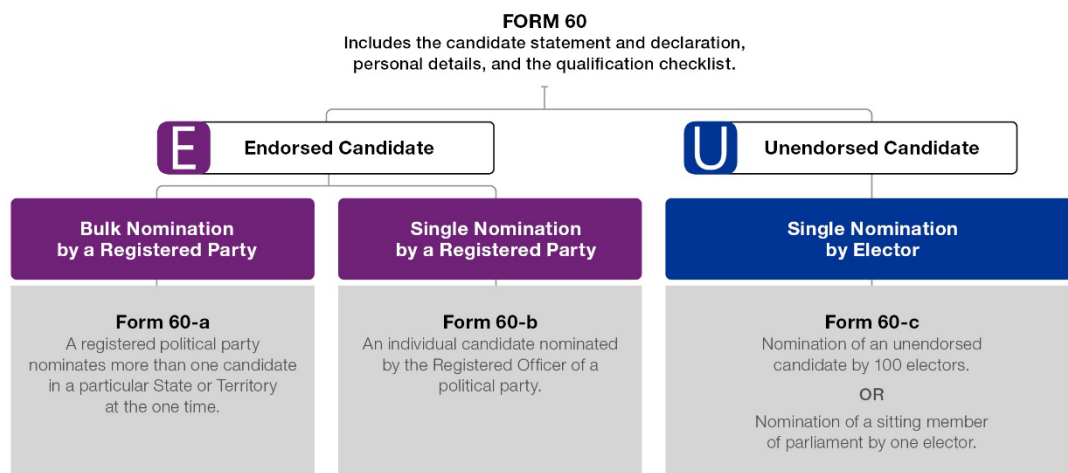 FORM 60
Includes the candidate statement and declaration,
personal details, and the qualification checklist.
E
Endorsed Candidate
U
Unendorsed Candidate
Bulk Nomination
by a Registered Party
Single Nomination
by a Registered Party
Single Nomination
by Elector
Form 60-a
A registered political party
nominates more than one candidate
in a particular State or Territory
at the one time.
Form 60-b
An individual candidate nominated
by the Registered Officer of a
political party.
Form 60-c
Nomination of an unendorsed
candidate by 100 electors.
OR
Nomination of a sitting member
of parliament by one elector.